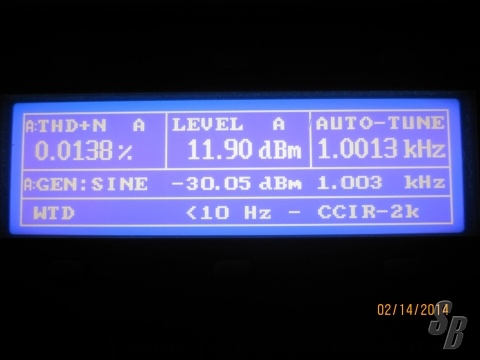 A:THD+N A LEVEL A AUTO-TUNE
0.0138% 11.90 dBm 1.0013 kHz
A:GEN:SINE -30.05 dBm 1.003 kHz
WTD <10 Hz - CCIR-2k
02/14/2014
SB